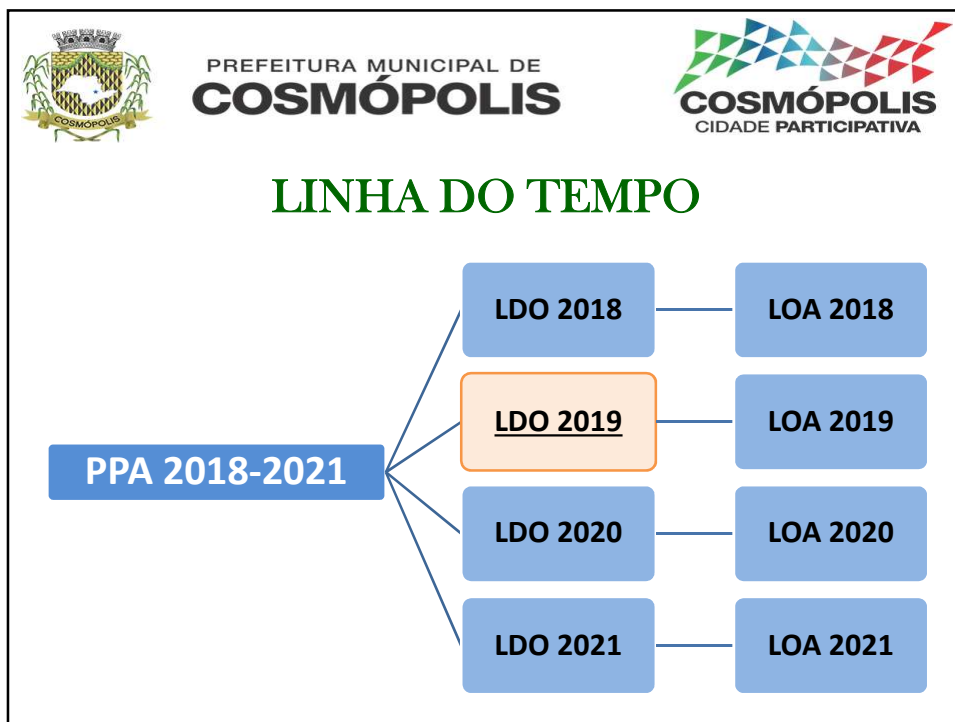 COSMÓPOLIS
PREFEITURA MUNICIPAL DE
COSMÓPOLIS
COSMÓPOLIS
CIDADE PARTICIPATIVA
LINHA DO TEMPO
PPA 2018-2021
LDO 2018
LOA 2018
LDO 2019
LOA 2019
LDO 2020
LOA 2020
LDO 2021
LOA 2021